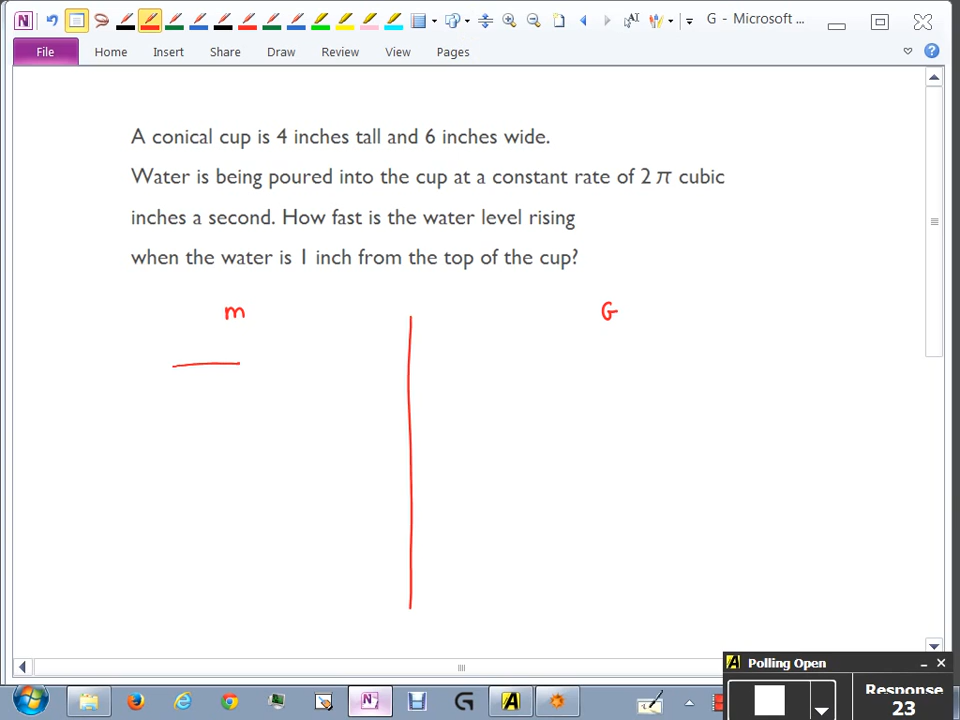 G - Microsoft ...
File Home Insert Share Draw Review View Pages
A conical cup is 4 inches tall and 6 inches wide.
Water is being poured into the cup at a constant rate of 2 π cubic
inches a second. How fast is the water level rising
when the water is 1 inch from the top of the cup?
m G
Polling Open
Response
23